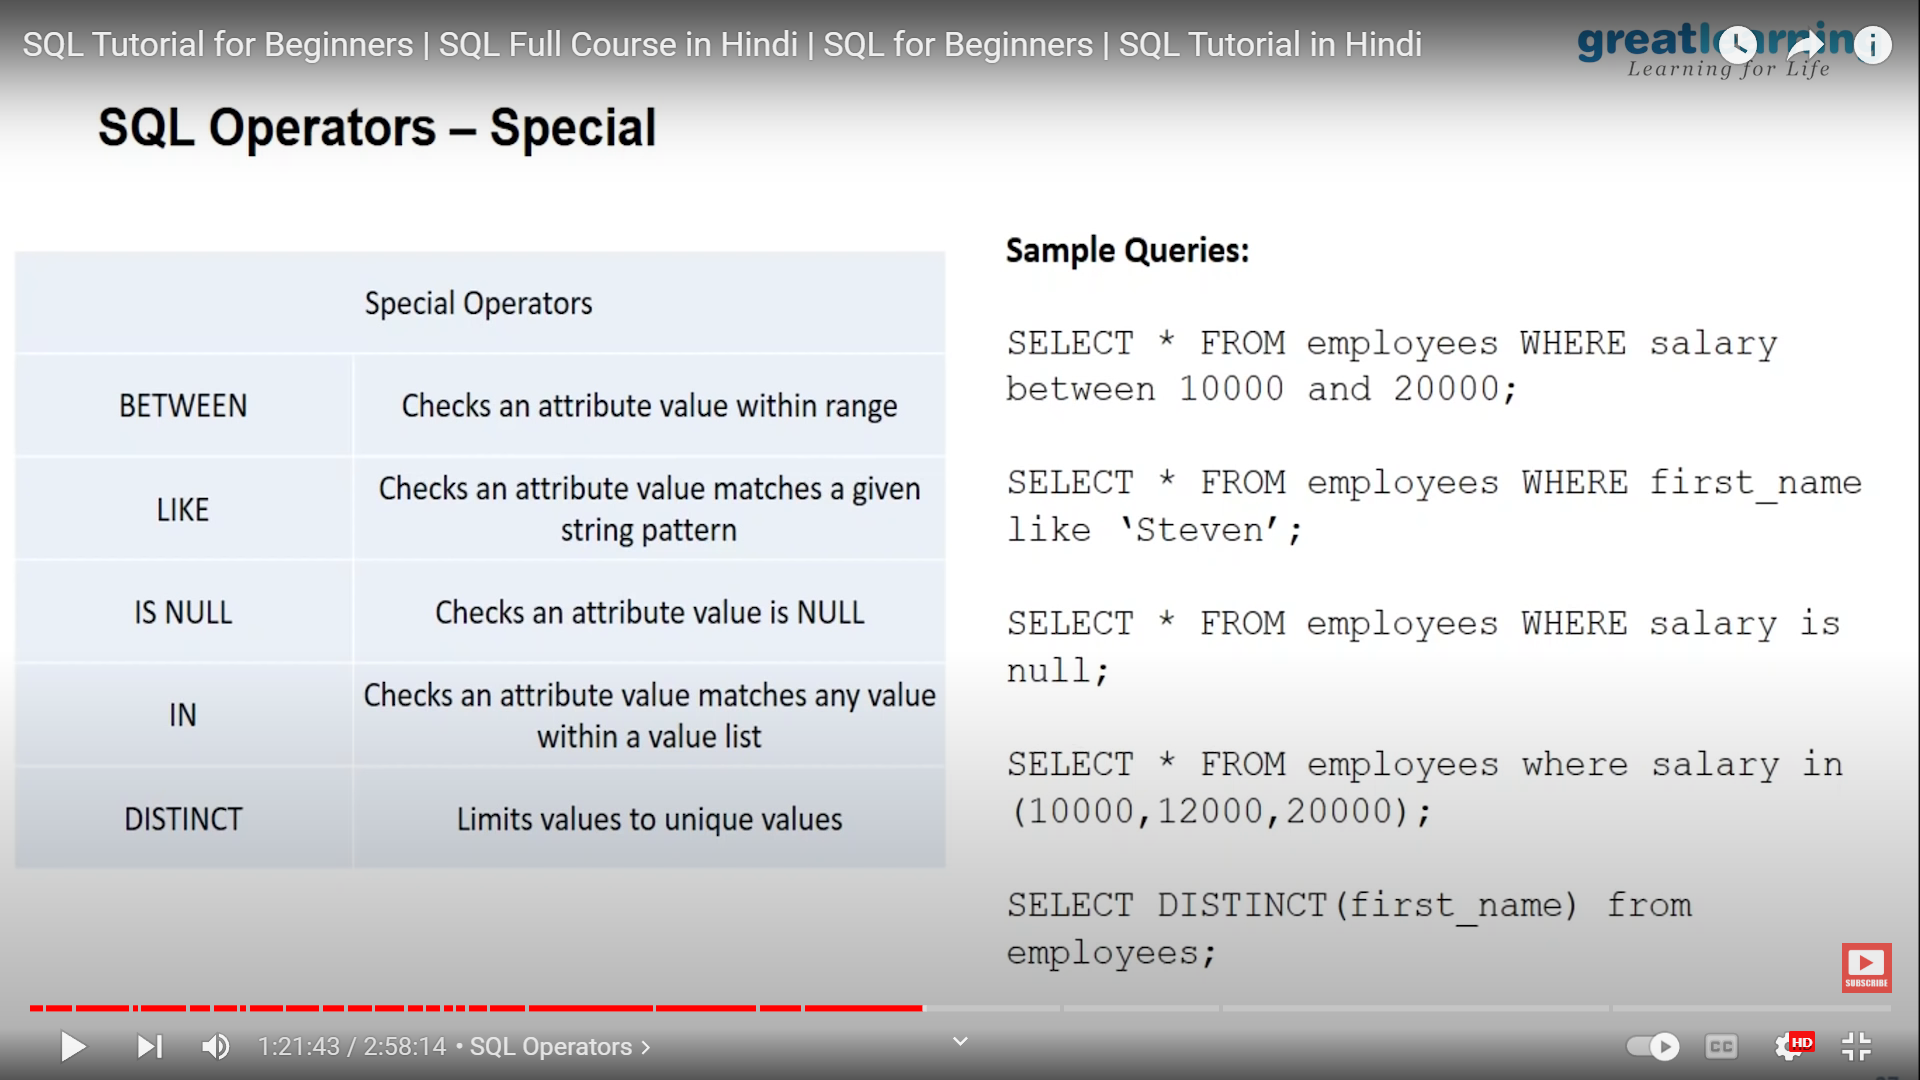 SQL Tutorial for Beginners | SQL Full Course in Hindi | SQL for Beginners | SQL Tutorial in Hindi
Learning for Life
SQL Operators – Special
Special Operators
BETWEEN
Checks an attribute value within range
LIKE
Checks an attribute value matches a given
string pattern
IS NULL
Checks an attribute value is NULL
IN
Checks an attribute value matches any value
within a value list
DISTINCT
Limits values to unique values
Sample Queries:
SELECT * FROM employees WHERE salary
between 10000 and 20000;
SELECT * FROM employees WHERE first_name
like ‘Steven’;
SELECT * FROM employees WHERE salary is
null;
SELECT * FROM employees where salary in
(10000,12000,20000);
SELECT DISTINCT(first_name) from
employees;
SUBSCRIBE
1:21:43 / 2:58:14 • SQL Operators
CC
HD